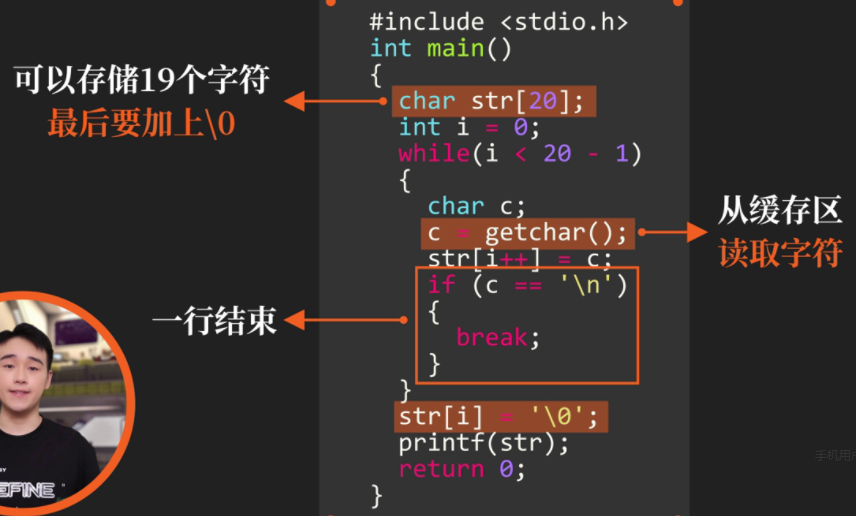 #include <stdio.h>
int main()
{
可以存储19个字符
最后要加上\0
char str[20];
int i = 0;
while(i < 20 - 1)
{
char c;
c = getchar();
从缓存区
读取字符
str[i++] = c;
if (c == '\n')
{
一行结束
break;
}
}
str[i] = '\0';
printf(str);
return 0;
}
手机用户
BY
EFINE "